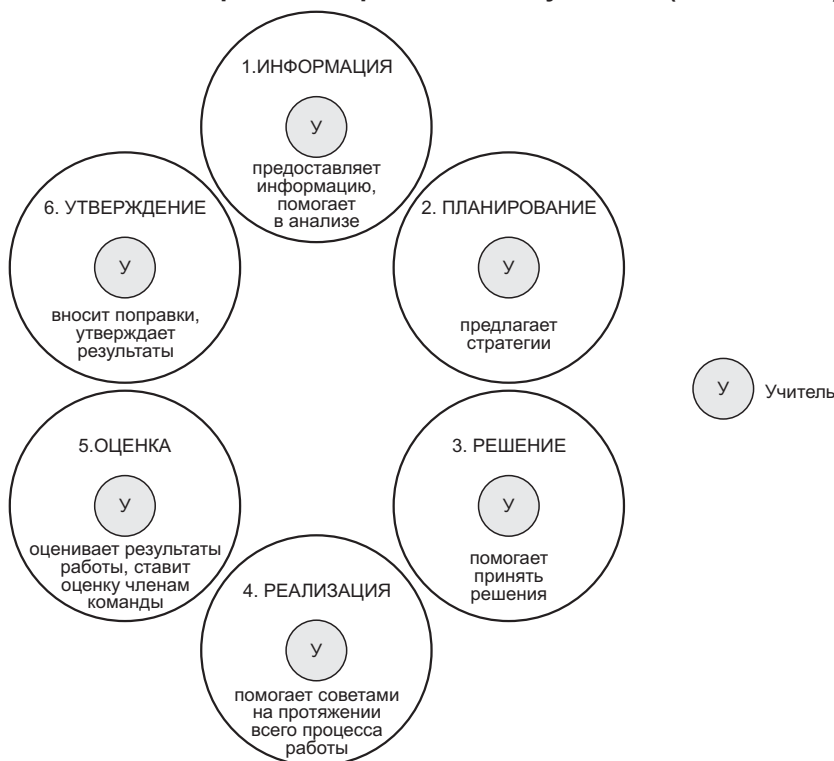 1.ИНФОРМАЦИЯ
У
предоставляет
информацию,
помогает
в анализе
2. ПЛАНИРОВАНИЕ
У
предлагает
стратегии
3. РЕШЕНИЕ
У
помогает
принять
решения
4. РЕАЛИЗАЦИЯ
У
помогает советами
на протяжении
всего процесса
работы
5.ОЦЕНКА
У
оценивает результаты
работы, ставит
оценку членам
команды
6. УТВЕРЖДЕНИЕ
У
вносит поправки,
утверждает
результаты
У Учитель